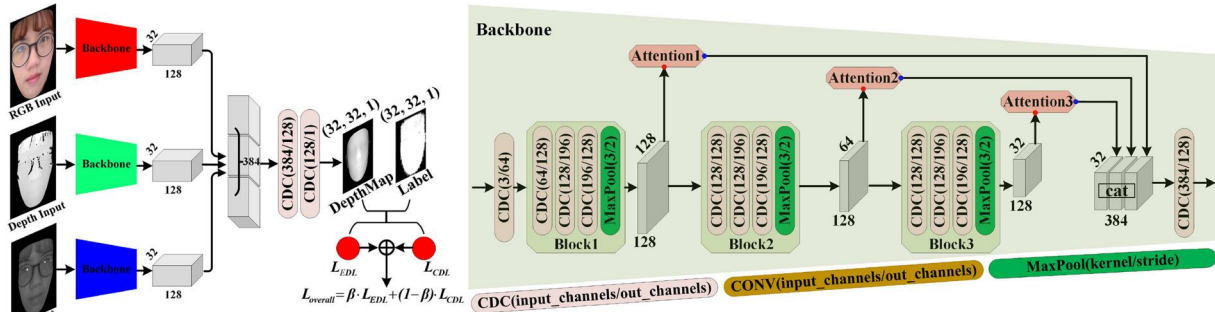 RGB Input
Backbone
32
128
Depth Input
Backbone
32
128
Backbone
32
128
384
CDC(384/128)
CDC(128/1)
(32, 32, 1)
DepthMap
(32, 32, 1)
Label
L_EDL
L_CDL
L_overall = β · L_EDL + (1−β) · L_CDL
Backbone
CDC(3/64)
CDC(64/128)
CDC(128/196)
CDC(196/128)
MaxPool(3/2)
Block1
128
128
Attention1
CDC(128/128)
CDC(128/196)
CDC(196/128)
MaxPool(3/2)
Block2
64
128
Attention2
CDC(128/128)
CDC(128/196)
CDC(196/128)
MaxPool(3/2)
Block3
32
128
Attention3
32
cat
384
CDC(384/128)
CDC(input_channels/out_channels)
CONV(input_channels/out_channels)
MaxPool(kernel/stride)